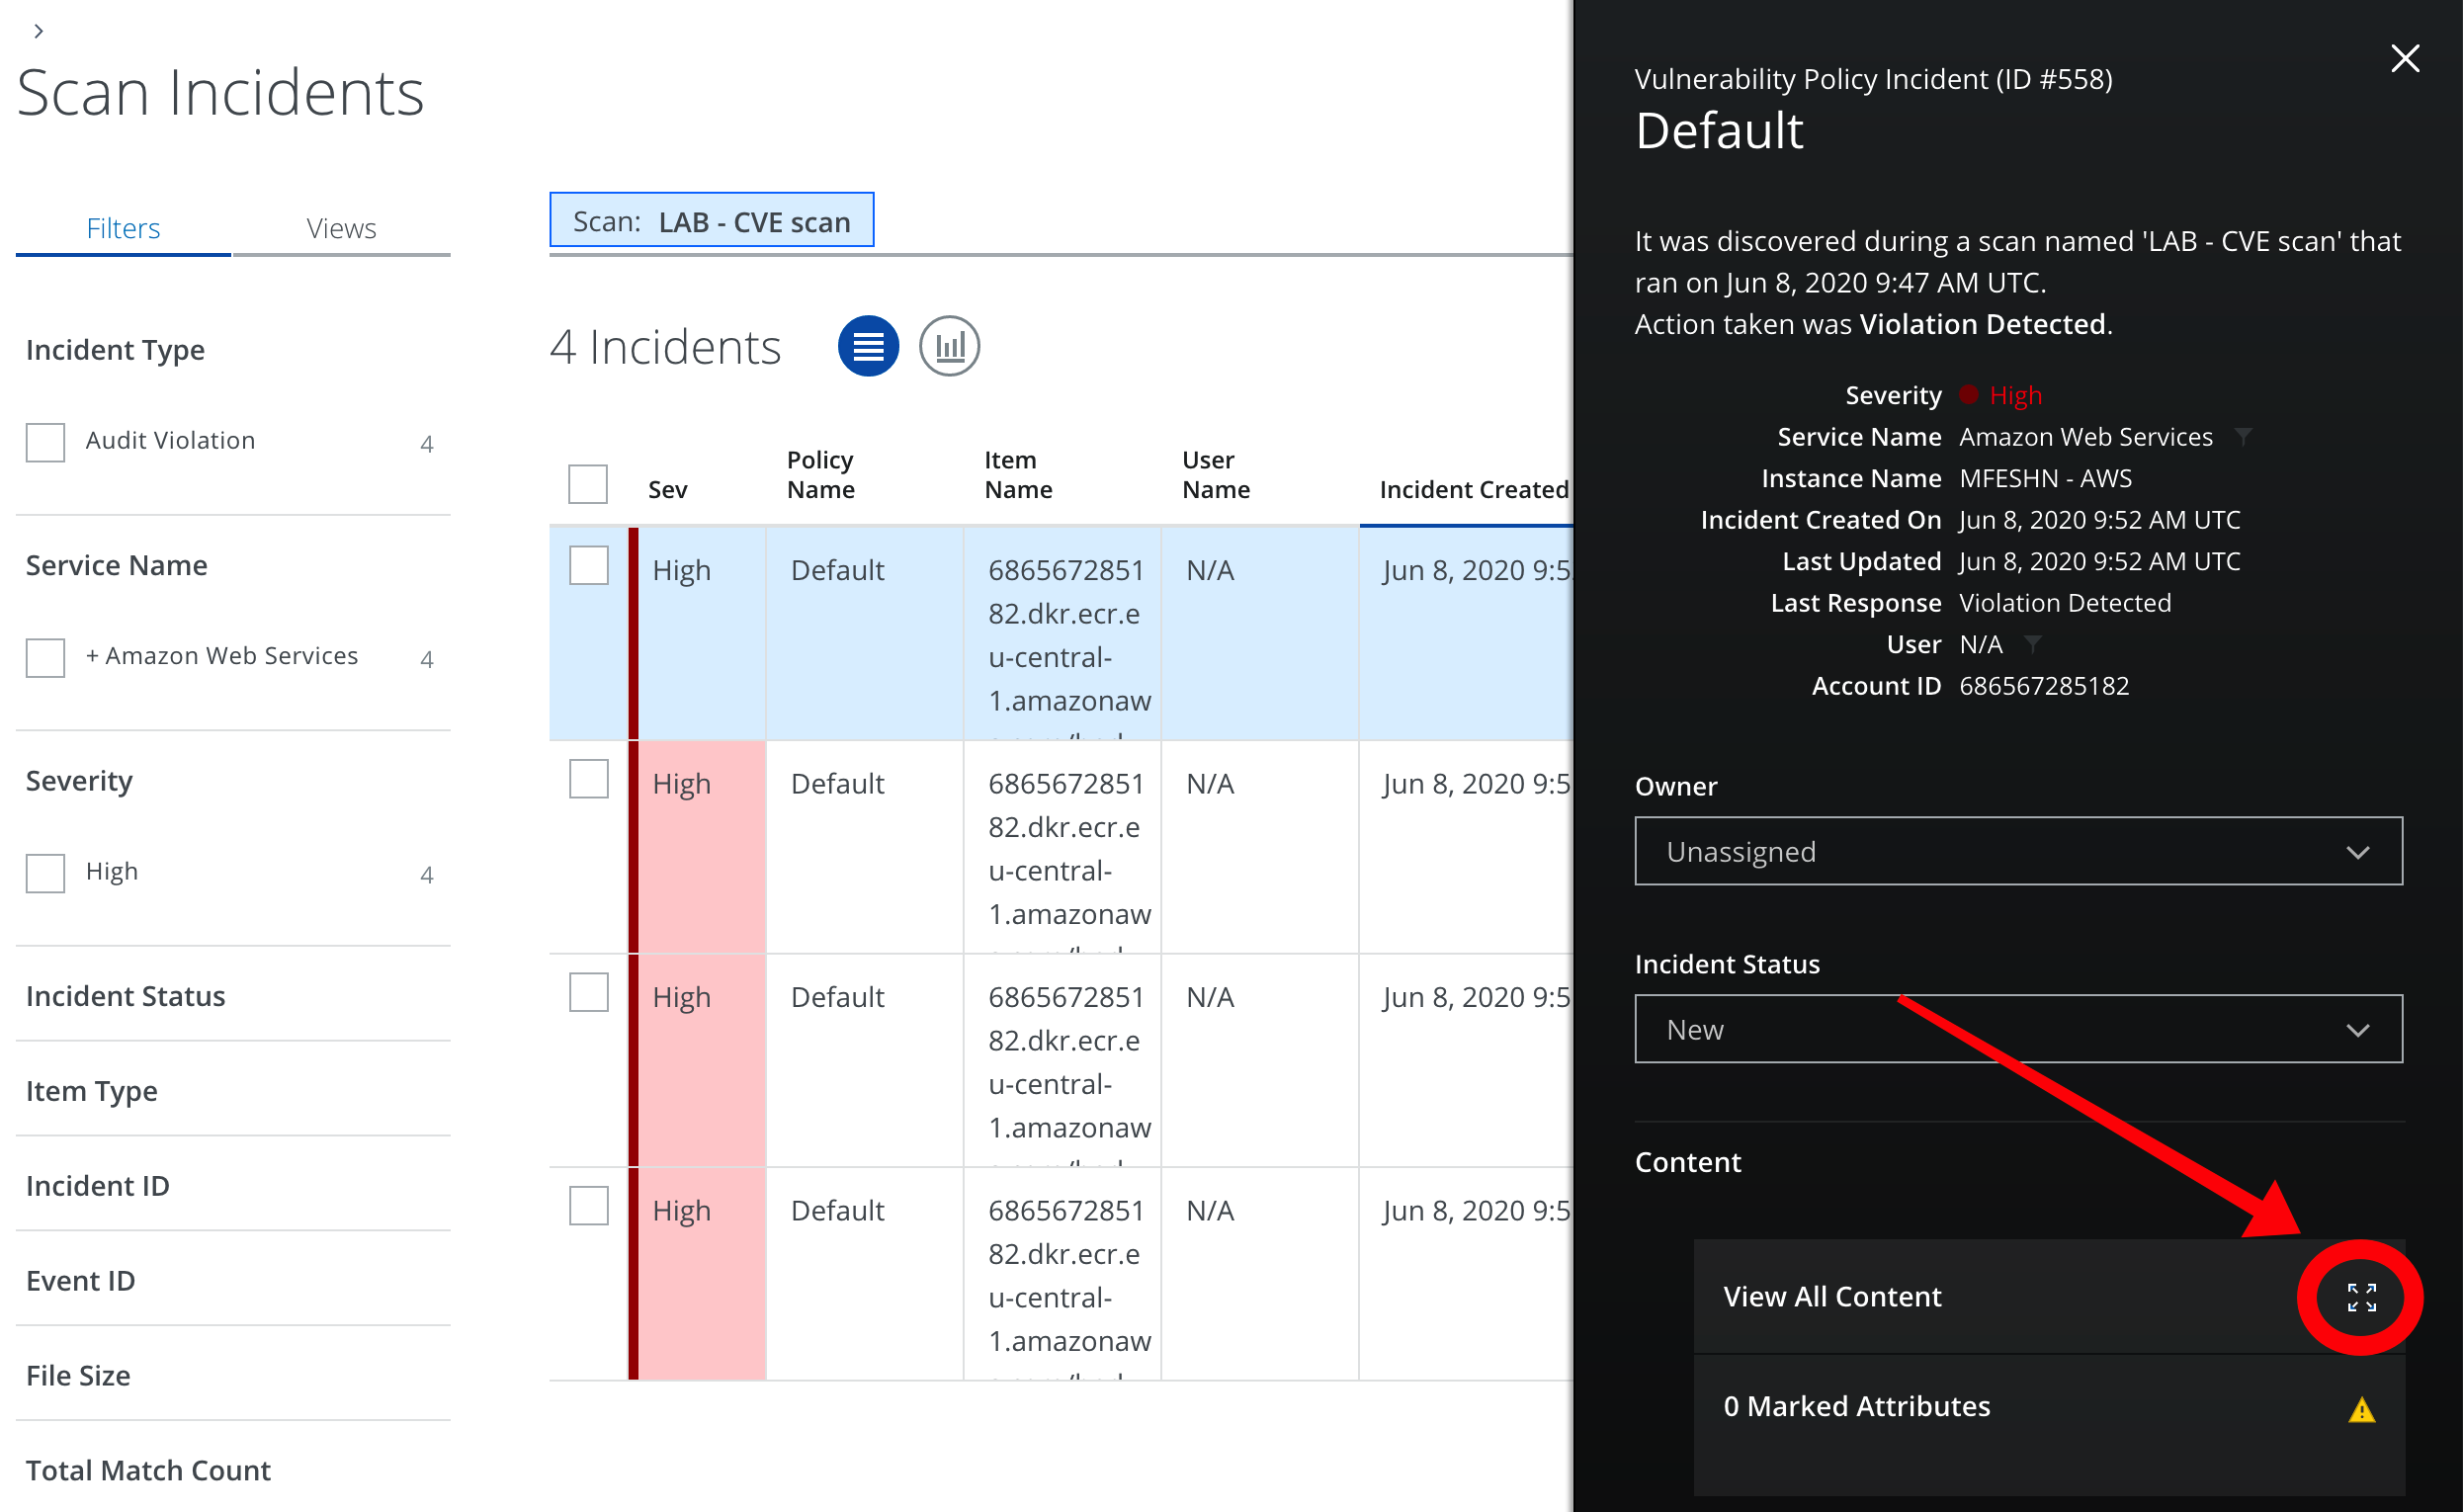 Scan Incidents
Filters
Views
Incident Type
Audit Violation
4
Service Name
+ Amazon Web Services
4
Severity
High
4
Incident Status
Item Type
Incident ID
Event ID
File Size
Total Match Count
Scan: LAB - CVE scan
4 Incidents
Sev
Policy
Name
Item
Name
User
Name
Incident Created
High
Default
6865672851
82.dkr.ecr.e
u-central-
1.amazonaw
N/A
Jun 8, 2020 9:5
High
Default
6865672851
82.dkr.ecr.e
u-central-
1.amazonaw
N/A
Jun 8, 2020 9:5
High
Default
6865672851
82.dkr.ecr.e
u-central-
1.amazonaw
N/A
Jun 8, 2020 9:5
High
Default
6865672851
82.dkr.ecr.e
u-central-
1.amazonaw
N/A
Jun 8, 2020 9:5
Vulnerability Policy Incident (ID #558)
Default
It was discovered during a scan named 'LAB - CVE scan' that
ran on Jun 8, 2020 9:47 AM UTC.
Action taken was Violation Detected.
Severity High
Service Name Amazon Web Services
Instance Name MFESHN - AWS
Incident Created On Jun 8, 2020 9:52 AM UTC
Last Updated Jun 8, 2020 9:52 AM UTC
Last Response Violation Detected
User N/A
Account ID 686567285182
Owner
Unassigned
Incident Status
New
Content
View All Content
0 Marked Attributes